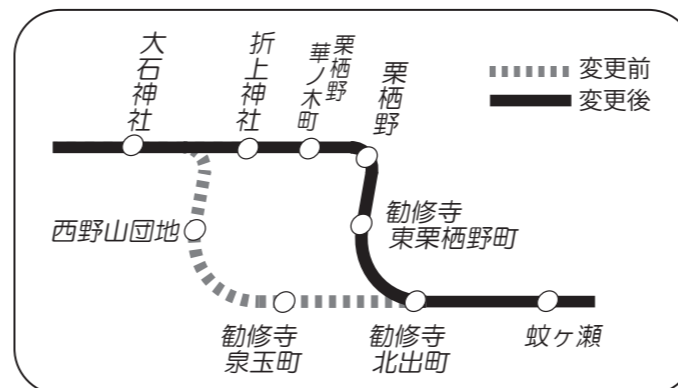 大石神社
折上神社
栗栖野
華ノ木町
栗栖野
変更前
変更後
西野山団地
勧修寺
東栗栖野町
勧修寺
泉玉町
勧修寺
北出町
蚊ヶ瀬